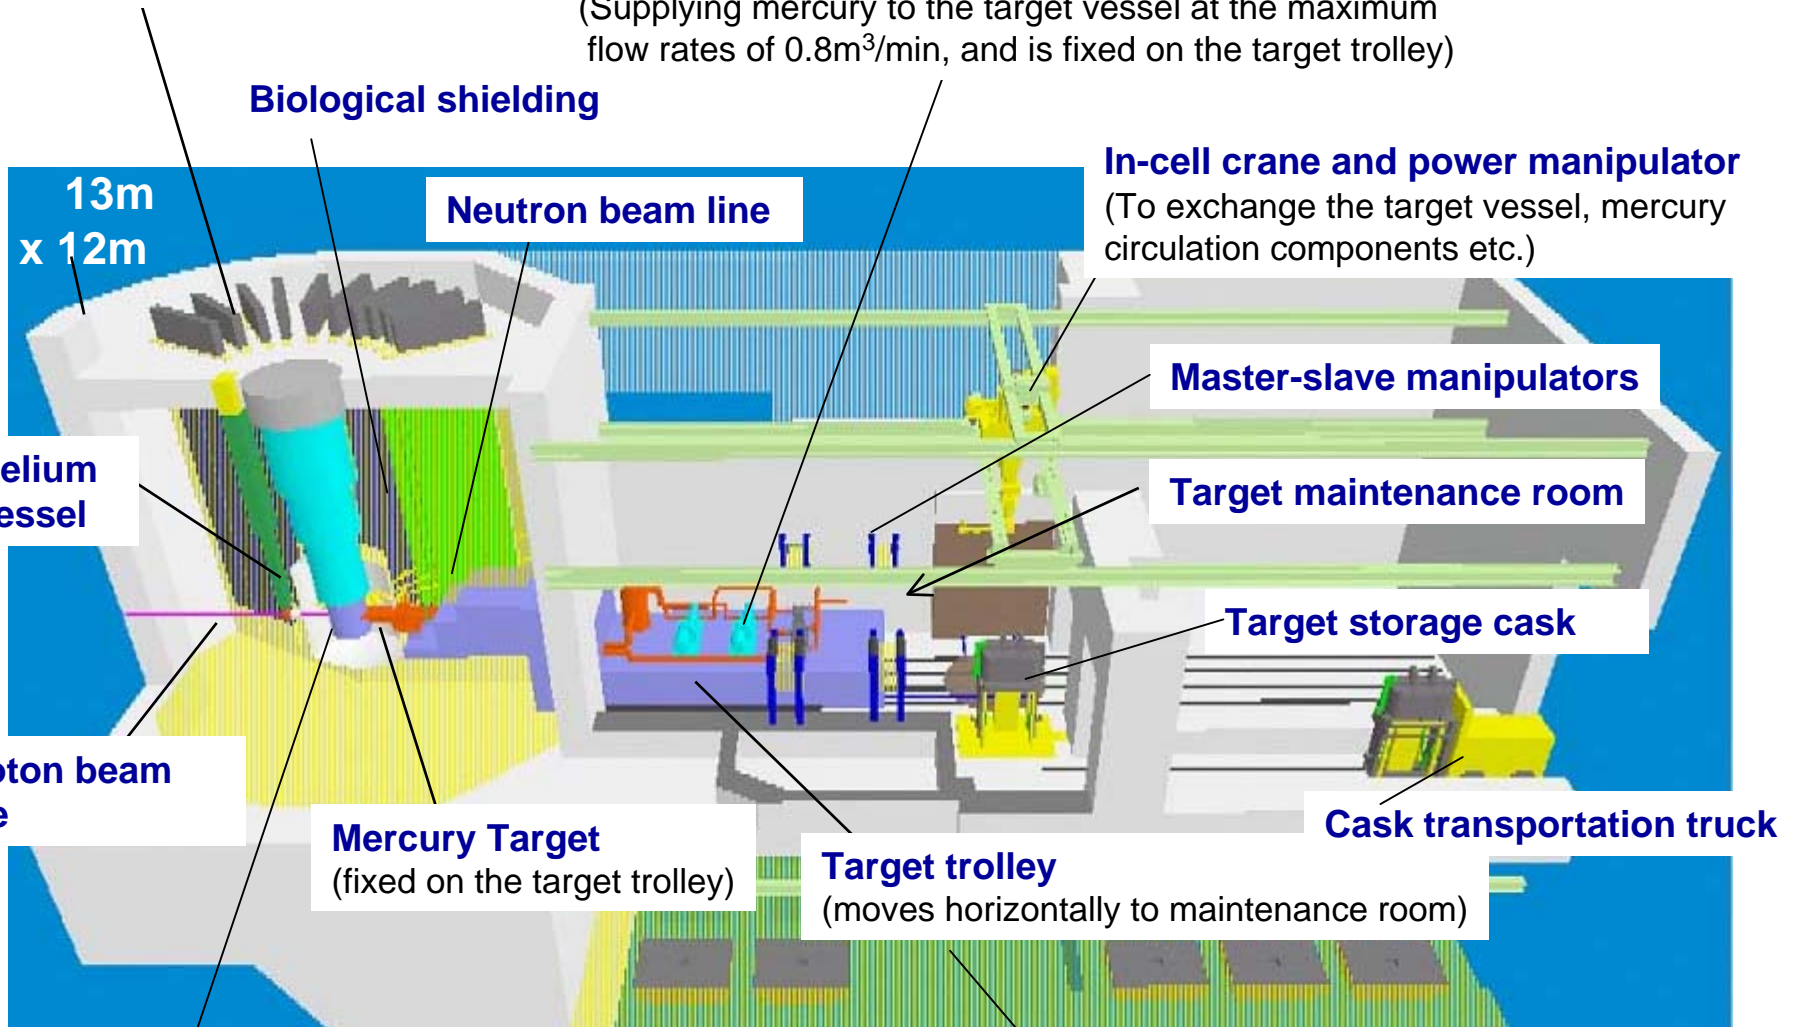 (Supplying mercury to the target vessel at the maximum
flow rates of 0.8m³/min, and is fixed on the target trolley)
Biological shielding
In-cell crane and power manipulator
(To exchange the target vessel, mercury
circulation components etc.)
13m
x 12m
Neutron beam line
Master-slave manipulators
elium
essel
Target maintenance room
Target storage cask
oton beam
e
Mercury Target
(fixed on the target trolley)
Target trolley
(moves horizontally to maintenance room)
Cask transportation truck